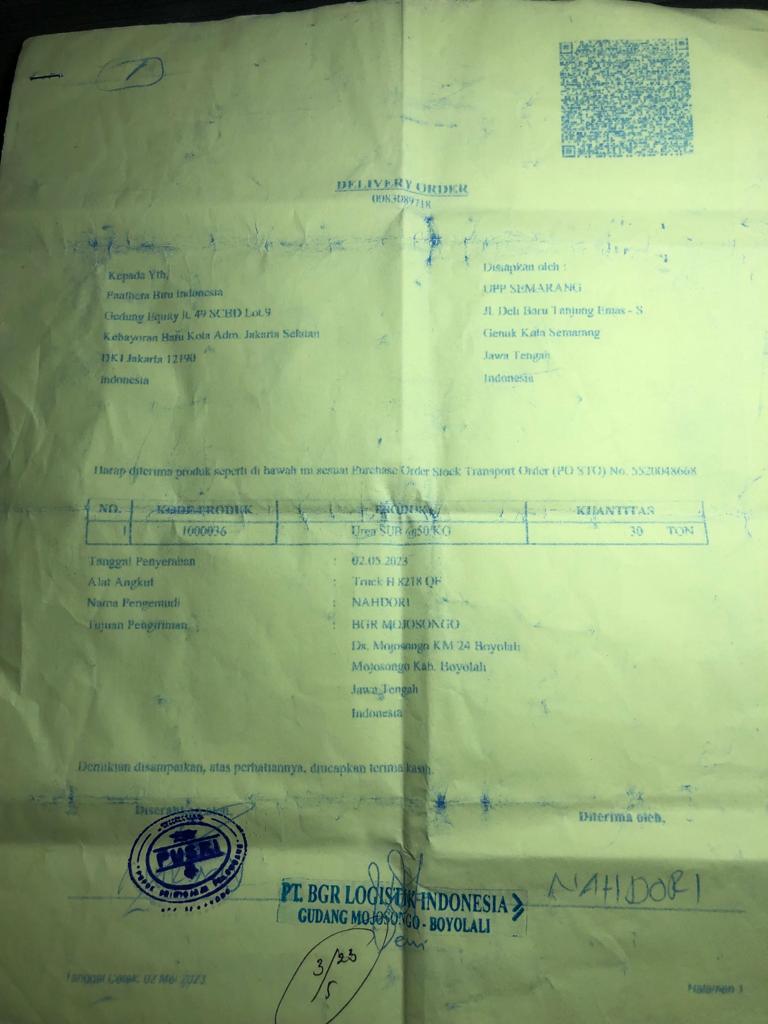 1
DELIVERY ORDER
0983089718
Kepada Yth,
Panthera Biru Indonesia
Gedung Equity lt. 49 SCBD Lot 9
Kebayoran Baru Kota Adm. Jakarta Selatan
DKI Jakarta 12190
Indonesia
Disiapkan oleh :
UPP SEMARANG
Jl. Deli Baru Tanjung Emas - S
Genuk Kota Semarang
Jawa Tengah
Indonesia
Harap diterima produk seperti di bawah ini sesuai Purchase Order Stock Transport Order (PO STO) No. 5520048668
NO. KODE PRODUK PRODUK KUANTITAS
1 1000036 Urea SUB @50 KG 30 TON
Tanggal Penyerahan : 02.05.2023
Alat Angkut : Truck H 8218 QF
Nama Pengemudi : NAHDORI
Tujuan Pengiriman : BGR MOJOSONGO
Ds. Mojosongo KM 24 Boyolali
Mojosongo Kab. Boyolali
Jawa Tengah
Indonesia
Demikian disampaikan, atas perhatiannya, diucapkan terima kasih.
Diserahkan oleh,
Diterima oleh,
PUSRI
NAHDORI
PT. BGR LOGISTIK INDONESIA
GUDANG MOJOSONGO - BOYOLALI
3/5 23
Tanggal Cetak: 02 Mei 2023
Halaman 1